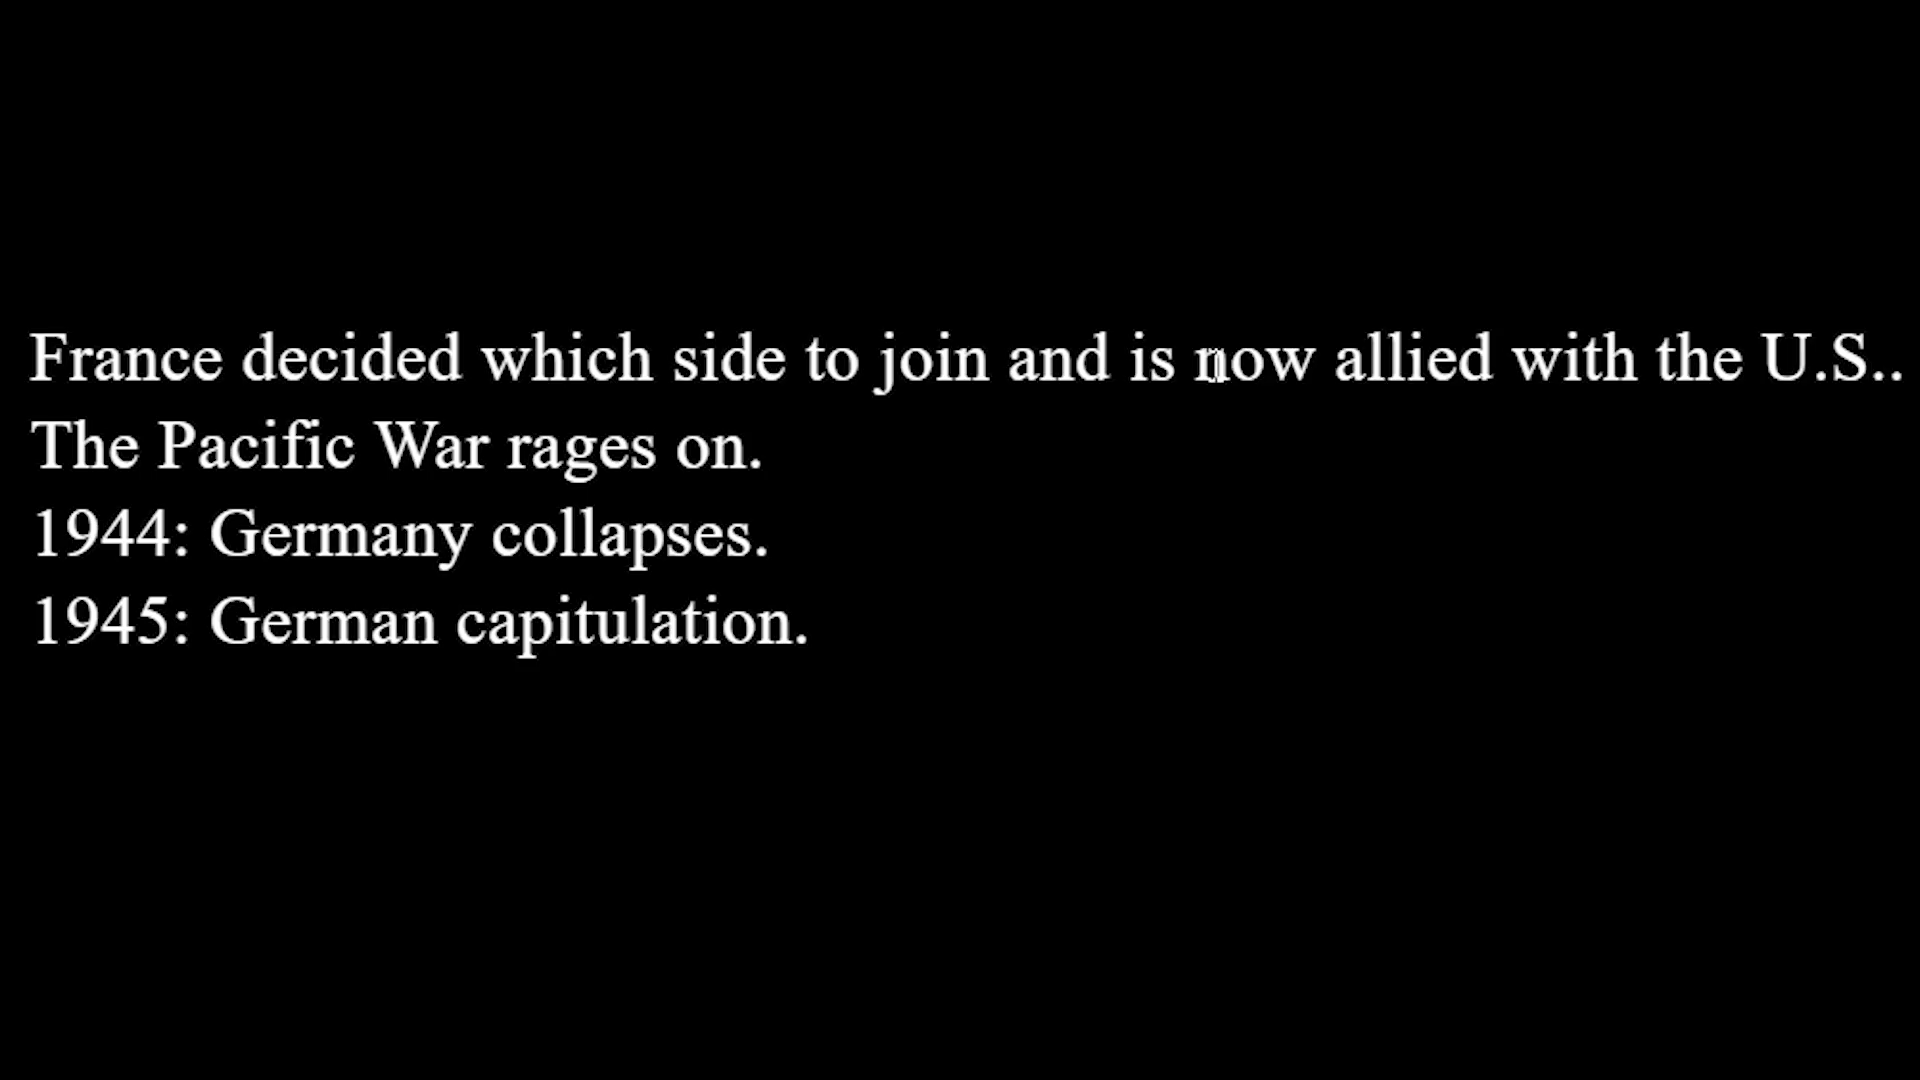 France decided which side to join and is now allied with the U.S..
The Pacific War rages on.
1944: Germany collapses.
1945: German capitulation.